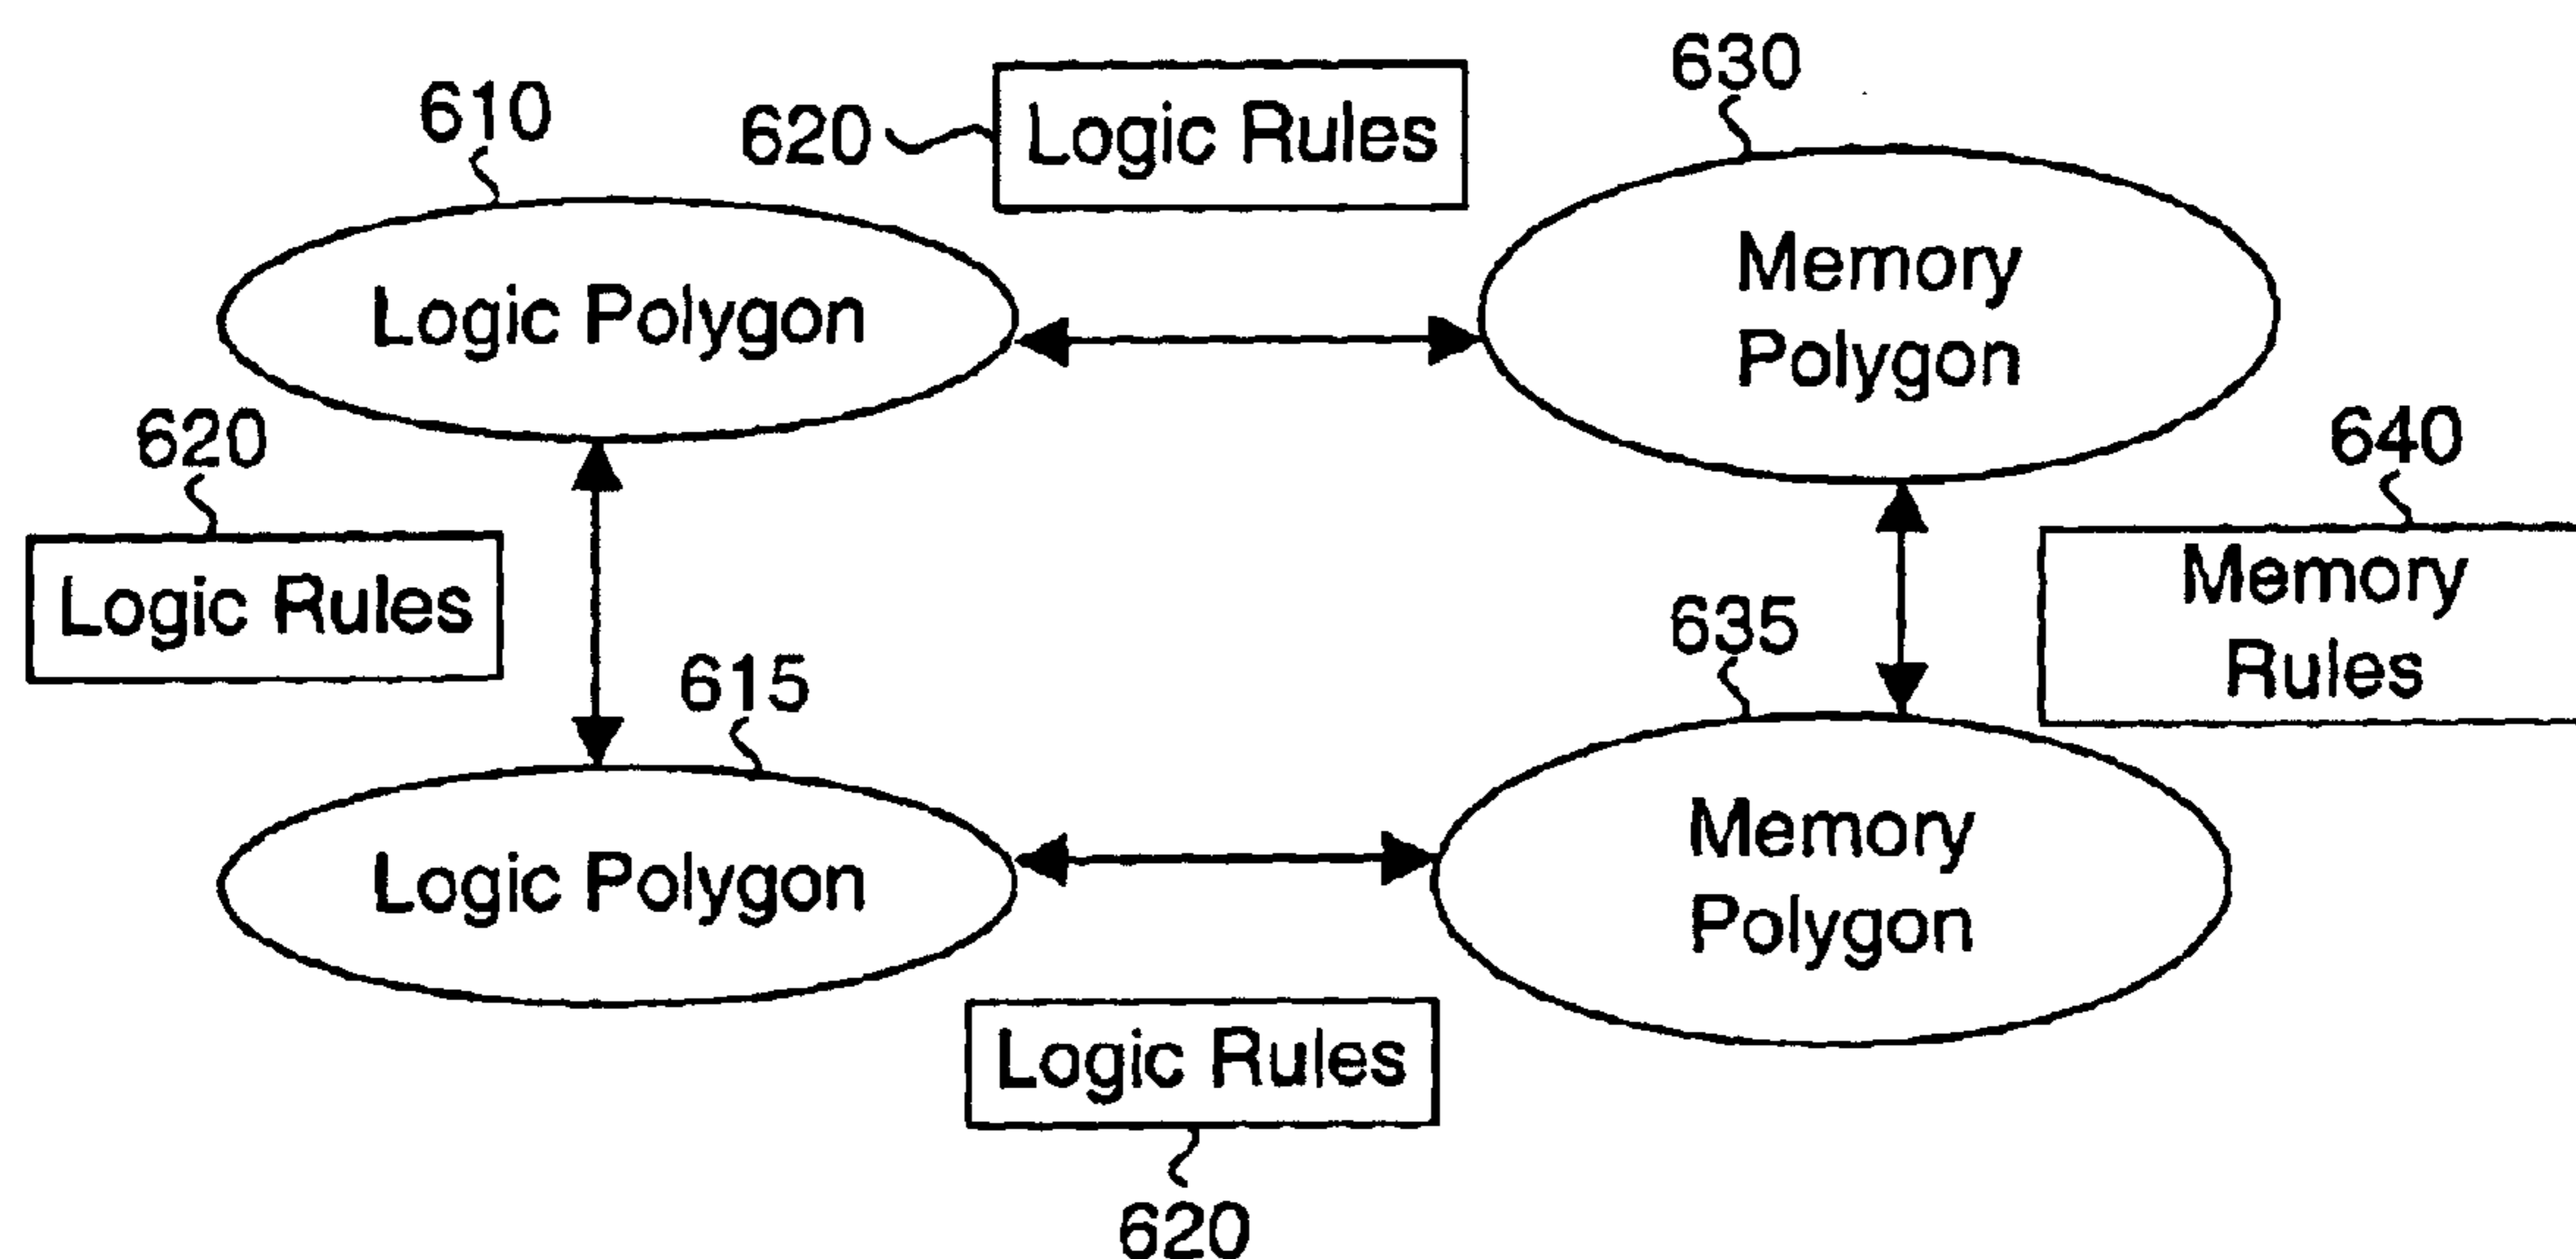 630
610
620
Logic Rules
Memory
Polygon
Logic Polygon
620
640
Logic Rules
Memory
Rules
635
615
Memory
Polygon
Logic Polygon
Logic Rules
620